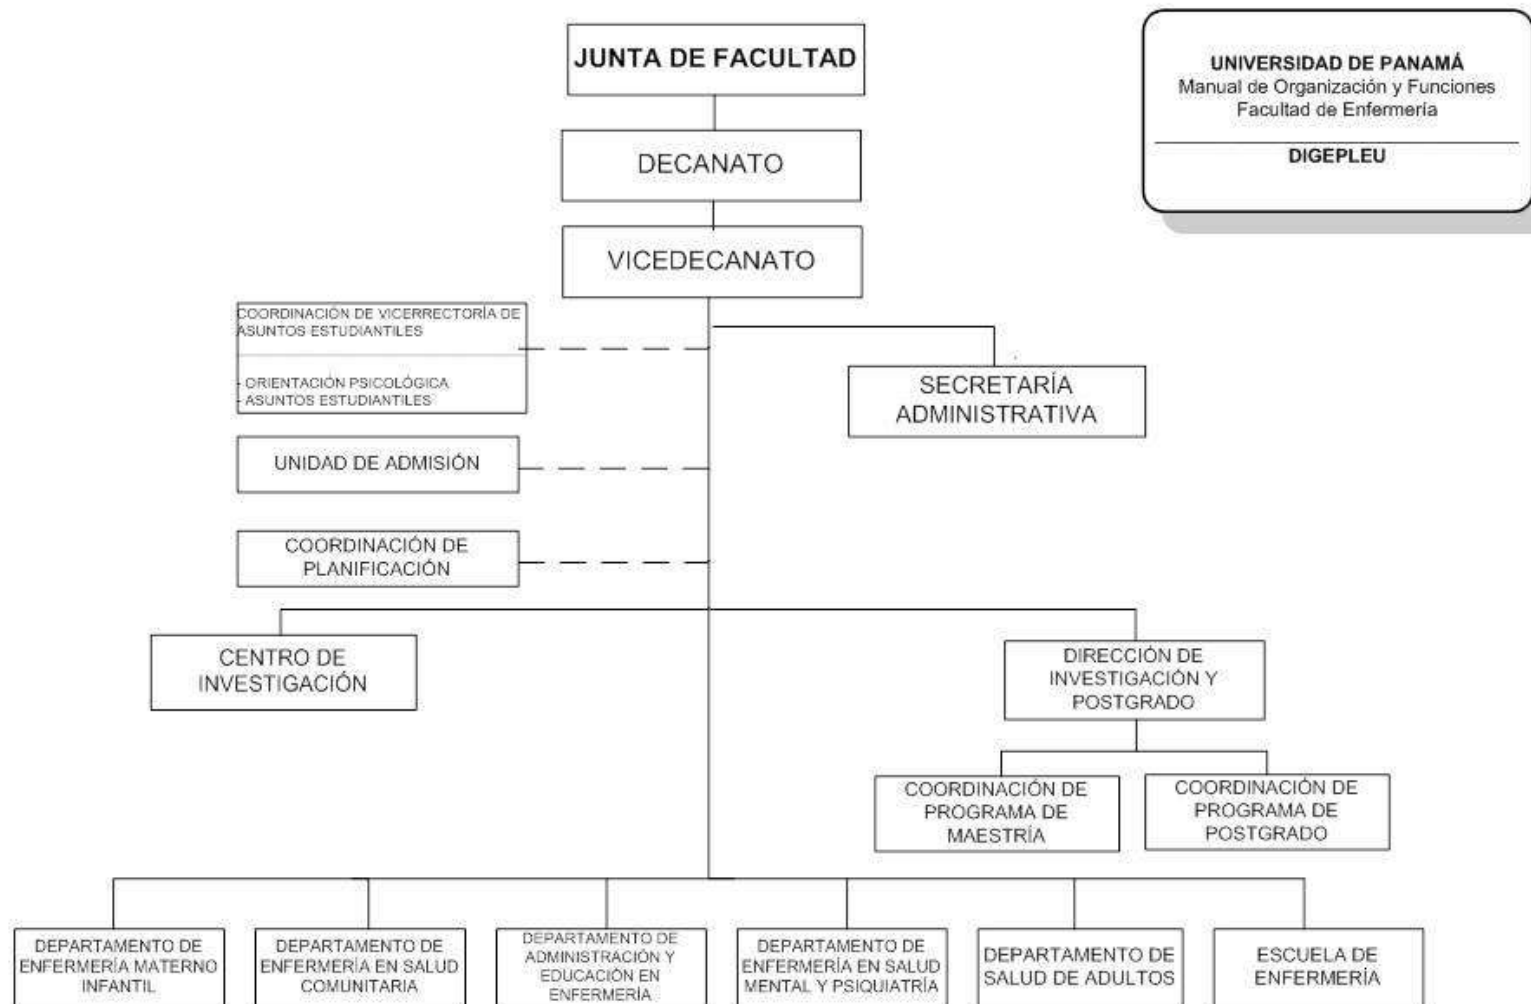 JUNTA DE FACULTAD
UNIVERSIDAD DE PANAMÁ
Manual de Organización y Funciones
Facultad de Enfermería
DIGEPLEU
DECANATO
VICEDECANATO
COORDINACIÓN DE VICERRECTORÍA DE
ASUNTOS ESTUDIANTILES
- ORIENTACIÓN PSICOLÓGICA
- ASUNTOS ESTUDIANTILES
SECRETARÍA
ADMINISTRATIVA
UNIDAD DE ADMISIÓN
COORDINACIÓN DE
PLANIFICACIÓN
CENTRO DE
INVESTIGACIÓN
DIRECCIÓN DE
INVESTIGACIÓN Y
POSTGRADO
COORDINACIÓN DE
PROGRAMA DE
MAESTRÍA
COORDINACIÓN DE
PROGRAMA DE
POSTGRADO
DEPARTAMENTO DE
ENFERMERÍA MATERNO
INFANTIL
DEPARTAMENTO DE
ENFERMERÍA EN SALUD
COMUNITARIA
DEPARTAMENTO DE
ADMINISTRACIÓN Y
EDUCACIÓN EN
ENFERMERÍA
DEPARTAMENTO DE
ENFERMERÍA EN SALUD
MENTAL Y PSIQUIATRÍA
DEPARTAMENTO DE
SALUD DE ADULTOS
ESCUELA DE
ENFERMERÍA